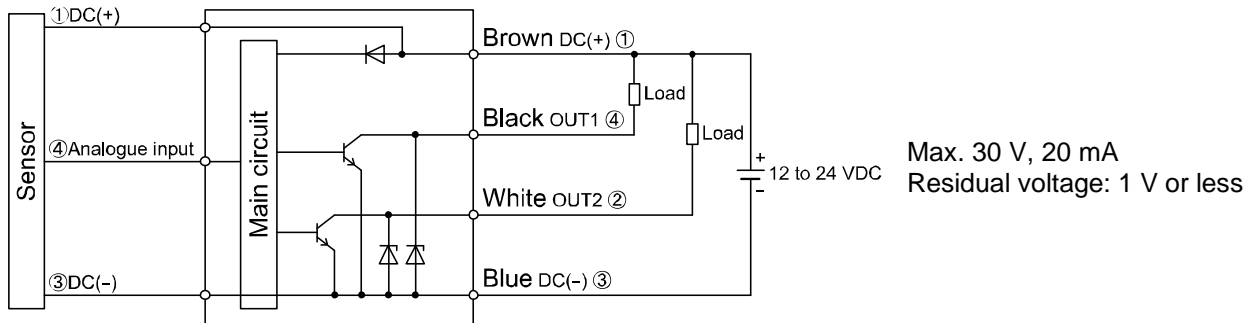 ①DC(+)
Sensor
④Analogue input
③DC(−)
Main circuit
Brown DC(+) ①
Load
Black OUT1 ④
Load
+
12 to 24 VDC
−
White OUT2 ②
Blue DC(−) ③
Max. 30 V, 20 mA
Residual voltage: 1 V or less